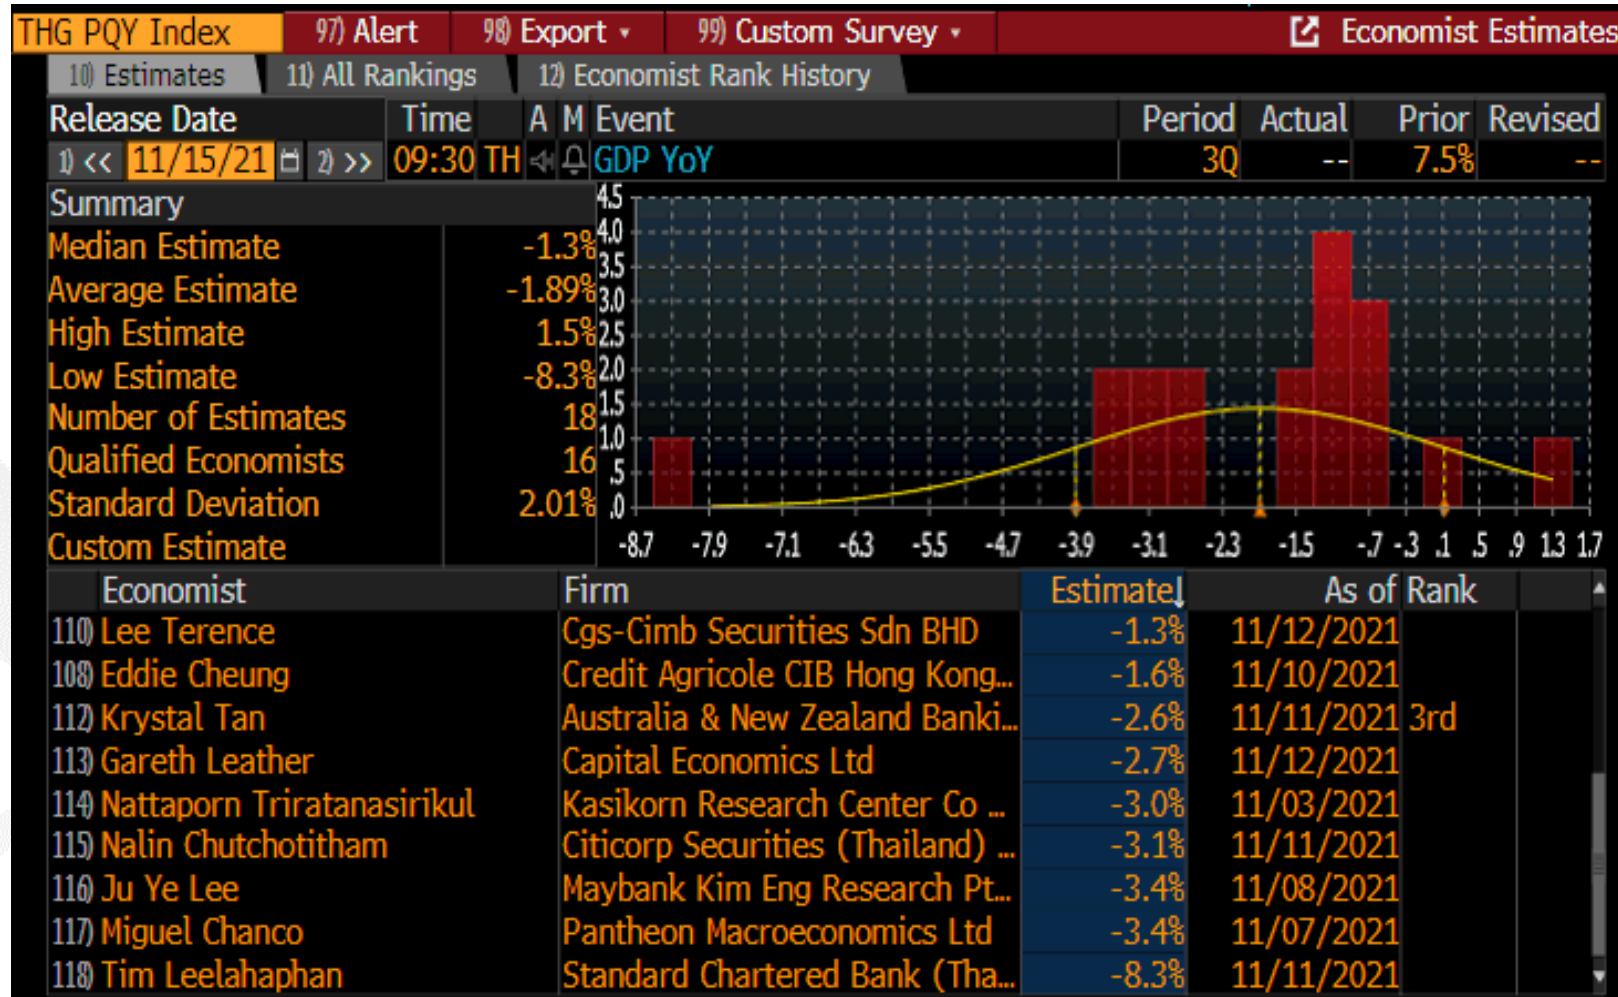 THG PQY Index 97) Alert 98) Export 99) Custom Survey Economist Estimates
10) Estimates 11) All Rankings 12) Economist Rank History
Release Date Time A M Event Period Actual Prior Revised
1) << 11/15/21 2) >> 09:30 TH GDP YoY 3Q -- 7.5% --
Summary
Median Estimate -1.3%
Average Estimate -1.89%
High Estimate 1.5%
Low Estimate -8.3%
Number of Estimates 18
Qualified Economists 16
Standard Deviation 2.01%
Custom Estimate
4.5
4.0
3.5
3.0
2.5
2.0
1.5
1.0
.5
.0
-8.7 -7.9 -7.1 -6.3 -5.5 -4.7 -3.9 -3.1 -2.3 -1.5 -.7 -.3 .1 .5 .9 1.3 1.7
Economist Firm Estimate↓ As of Rank
110) Lee Terence Cgs-Cimb Securities Sdn BHD -1.3% 11/12/2021
108) Eddie Cheung Credit Agricole CIB Hong Kong... -1.6% 11/10/2021
112) Krystal Tan Australia & New Zealand Banki... -2.6% 11/11/2021 3rd
113) Gareth Leather Capital Economics Ltd -2.7% 11/12/2021
114) Nattaporn Triratanasirikul Kasikorn Research Center Co ... -3.0% 11/03/2021
115) Nalin Chutchotitham Citicorp Securities (Thailand) ... -3.1% 11/11/2021
116) Ju Ye Lee Maybank Kim Eng Research Pt... -3.4% 11/08/2021
117) Miguel Chanco Pantheon Macroeconomics Ltd -3.4% 11/07/2021
118) Tim Leelahaphan Standard Chartered Bank (Tha... -8.3% 11/11/2021